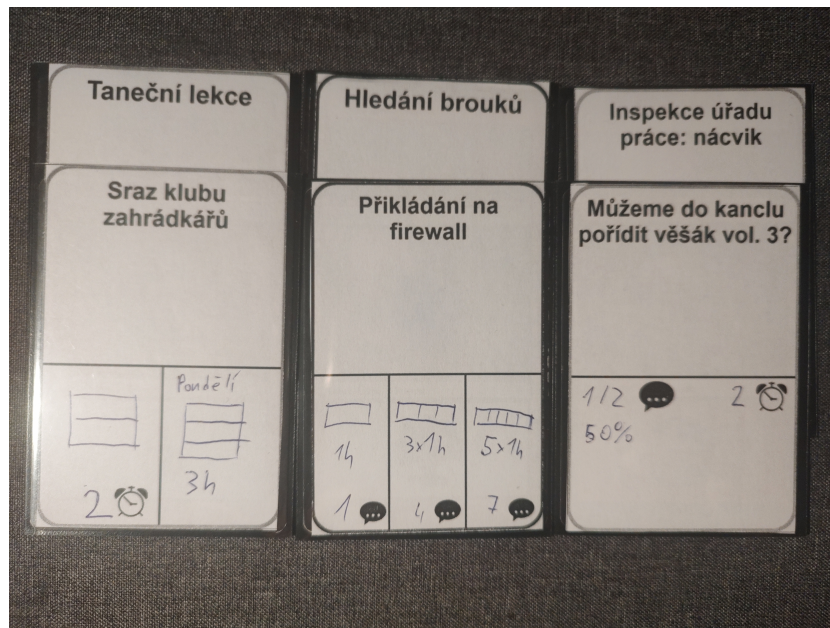 Taneční lekce
Sraz klubu
zahrádkářů
Pondělí
3h
2
Hledání brouků
Přikládání na
firewall
1h
3x1h
5x1h
1
4
7
Inspekce úřadu
práce: nácvik
Můžeme do kanclu
pořídit věšák vol. 3?
1/2
2
50%